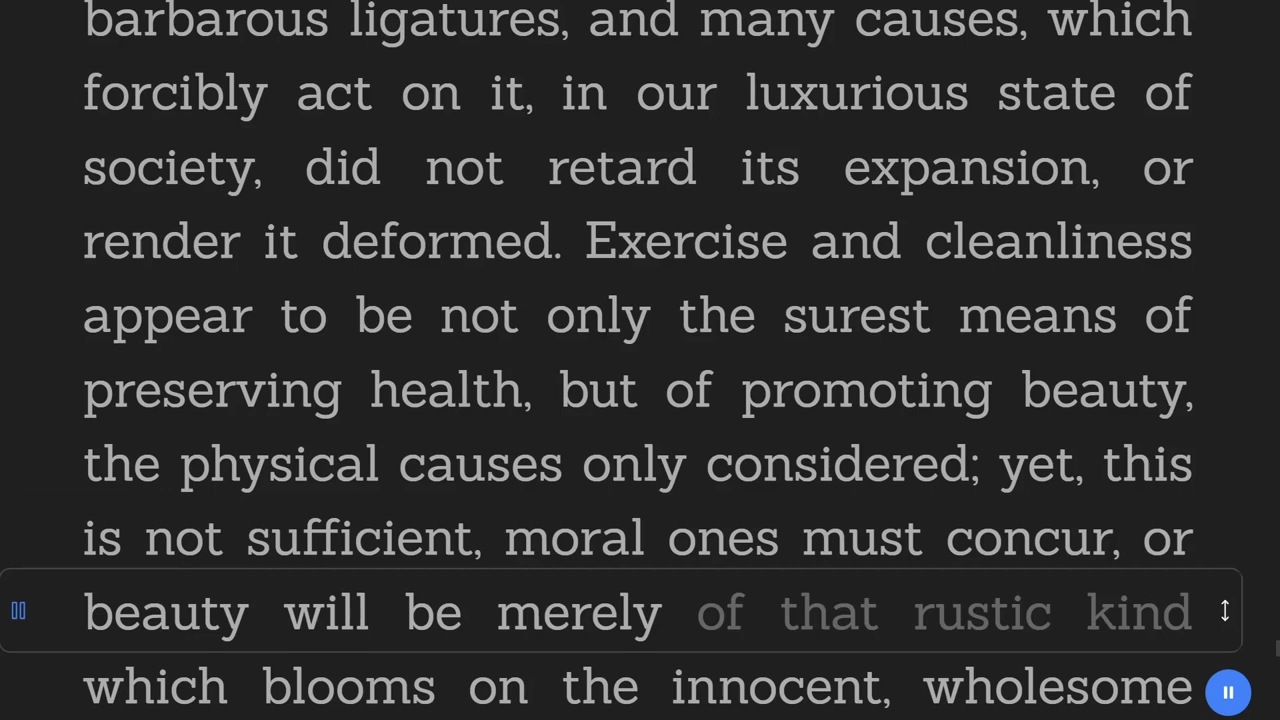 barbarous ligatures, and many causes, which
forcibly act on it, in our luxurious state of
society, did not retard its expansion, or
render it deformed. Exercise and cleanliness
appear to be not only the surest means of
preserving health, but of promoting beauty,
the physical causes only considered; yet, this
is not sufficient, moral ones must concur, or
beauty will be merely of that rustic kind
which blooms on the innocent, wholesome